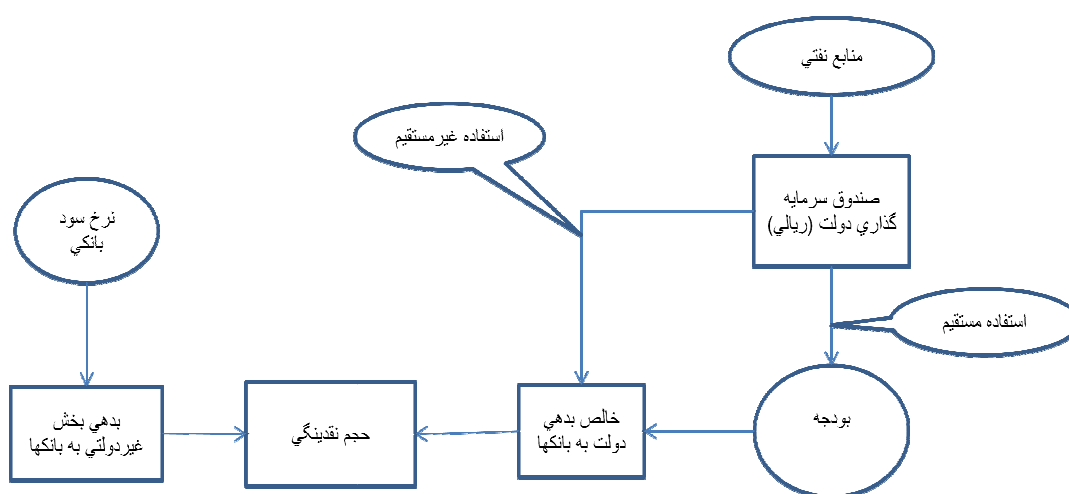 منابع نفتي
استفاده غيرمستقيم
صندوق سرمايه
گذاري دولت (ريالي)
نرخ سود
بانكي
استفاده مستقيم
بودجه
خالص بدهي
دولت به بانكها
حجم نقدينگي
بدهي بخش
غيردولتي به بانكها